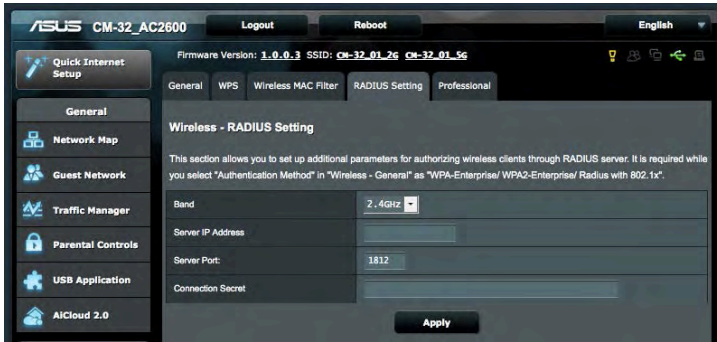 ASUS CM-32_AC2600 Logout Reboot English
Quick Internet Setup
Firmware Version: 1.0.0.3 SSID: CM-32_01_2G CM-32_01_5G
General WPS Wireless MAC Filter RADIUS Setting Professional
General
Network Map
Guest Network
Traffic Manager
Parental Controls
USB Application
AiCloud 2.0
Wireless - RADIUS Setting
This section allows you to set up additional parameters for authorizing wireless clients through RADIUS server. It is required while
you select "Authentication Method" in "Wireless - General" as "WPA-Enterprise/ WPA2-Enterprise/ Radius with 802.1x".
Band 2.4GHz
Server IP Address
Server Port: 1812
Connection Secret
Apply